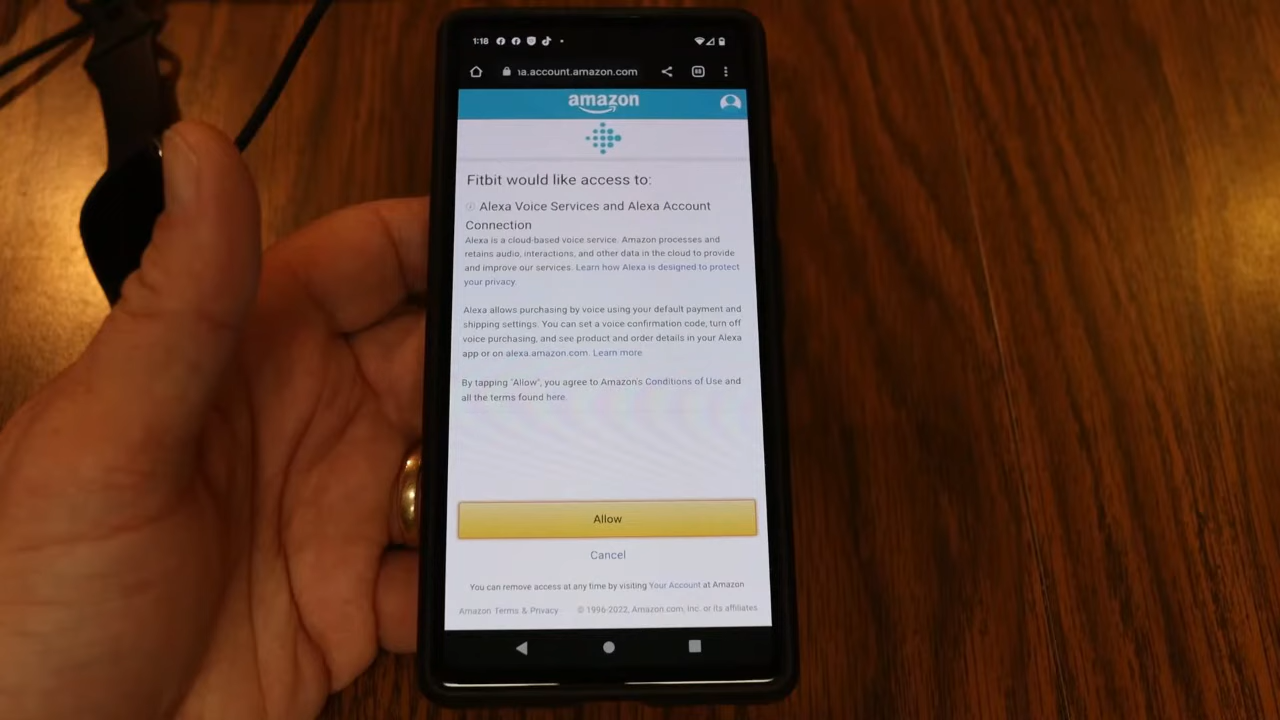 1:18
ıa.account.amazon.com
amazon
Fitbit would like access to:
Alexa Voice Services and Alexa Account
Connection
Alexa is a cloud-based voice service. Amazon processes and
retains audio, interactions, and other data in the cloud to provide
and improve our services. Learn how Alexa is designed to protect
your privacy.
Alexa allows purchasing by voice using your default payment and
shipping settings. You can set a voice confirmation code, turn off
voice purchasing, and see product and order details in your Alexa
app or on alexa.amazon.com. Learn more.
By tapping "Allow", you agree to Amazon's Conditions of Use and
all the terms found here.
Allow
Cancel
You can remove access at any time by visiting Your Account at Amazon
Amazon Terms & Privacy © 1996-2022, Amazon.com, Inc. or its affiliates